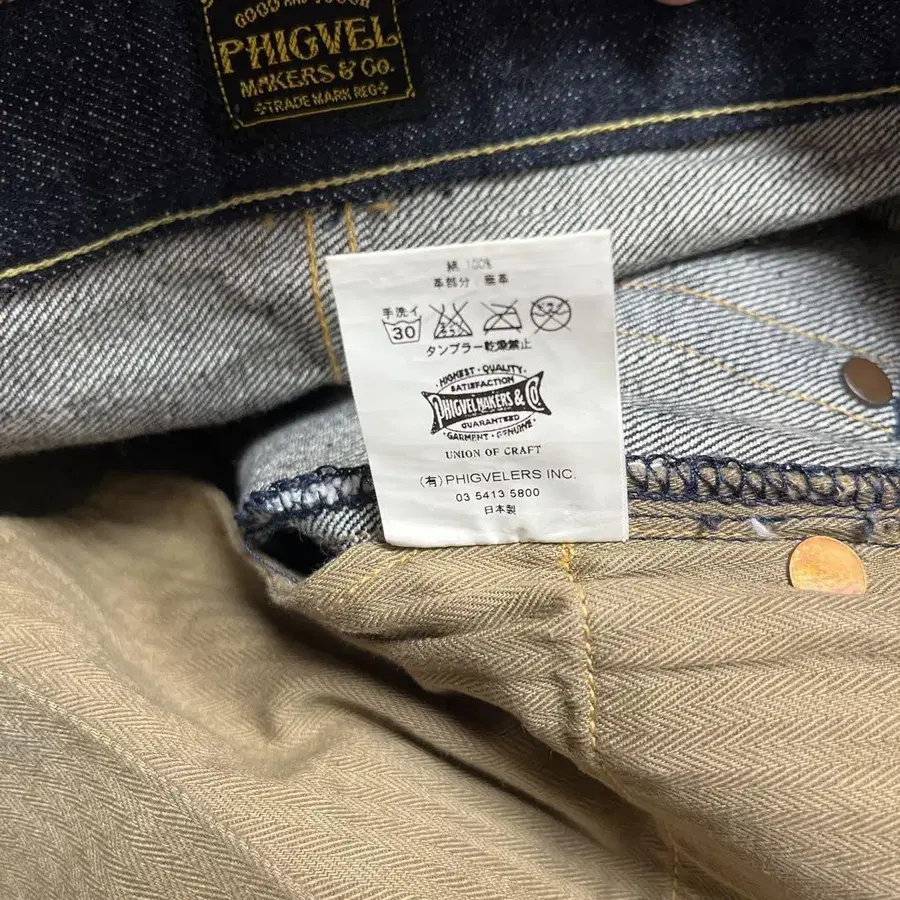 GOOD AND TOUGH
PHIGVEL
MAKERS & Co.
TRADE MARK REG
綿 100%
革部分 : 鹿革
手洗イ
30
タンブラー乾燥禁止
HIGHEST · QUALITY
SATISFACTION
PHIGVEL MAKERS & Co
GUARANTEED
GARMENT · GENUINE
UNION OF CRAFT
(有) PHIGVELERS INC.
03 5413 5800
日本製